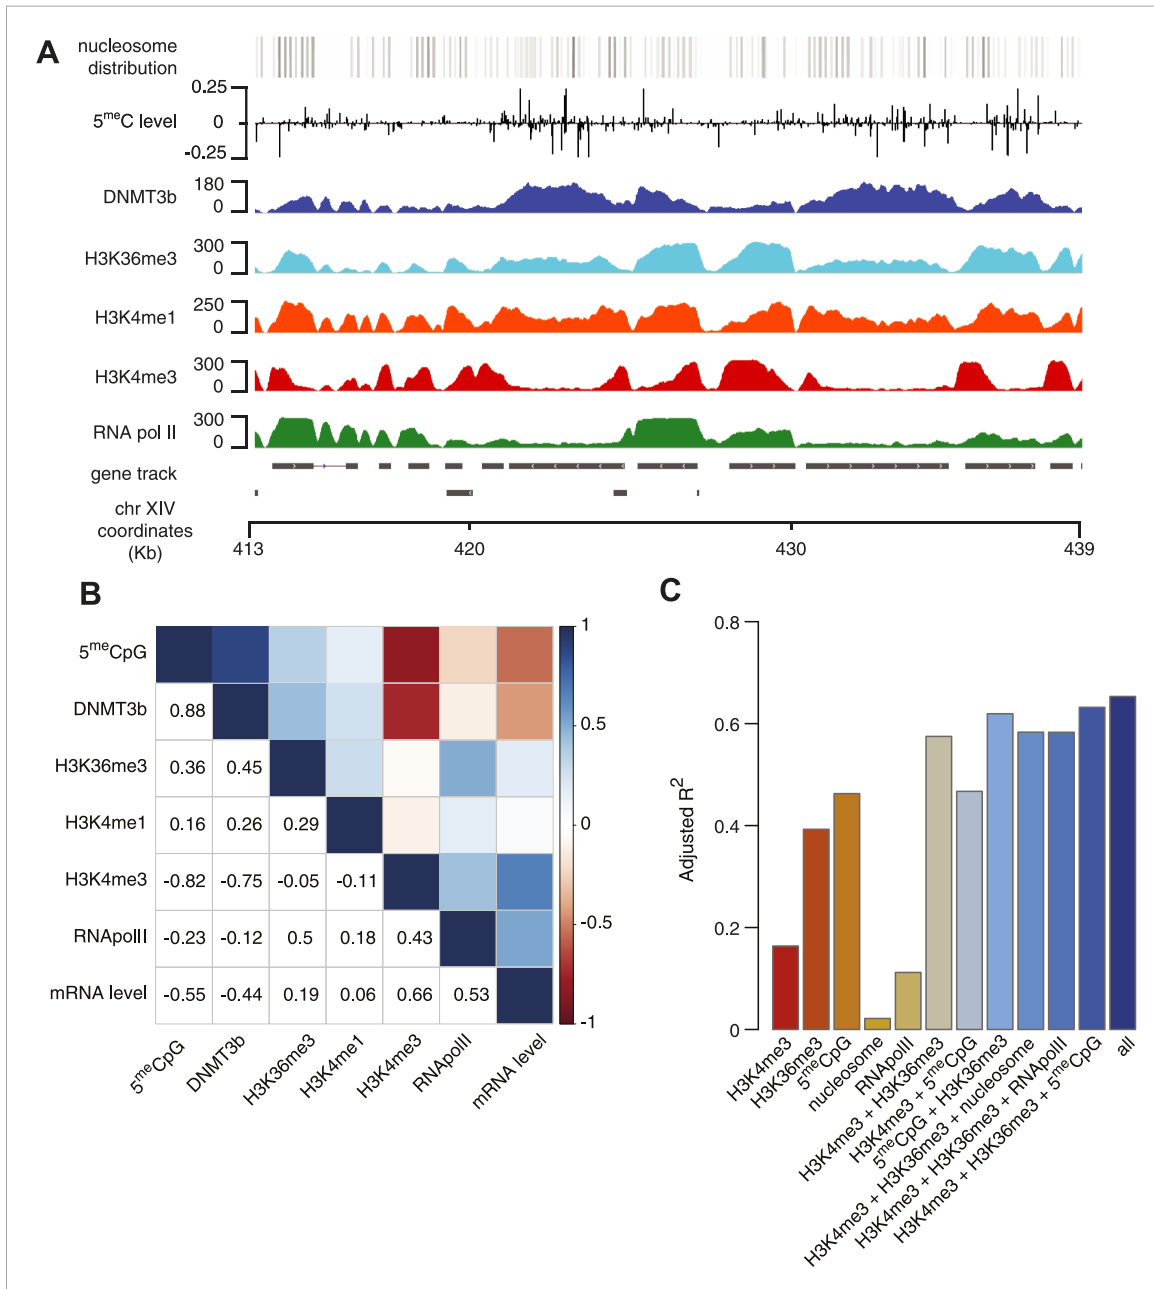 A
nucleosome
distribution
0.25
5meC level
0
-0.25
DNMT3b
180
0
H3K36me3
300
0
H3K4me1
250
0
H3K4me3
300
0
RNA pol II
300
0
gene track
chr XIV
coordinates
(Kb)
413
420
430
439
B
5meCpG
DNMT3b
0.88
H3K36me3
0.36 0.45
H3K4me1
0.16 0.26 0.29
H3K4me3
-0.82 -0.75 -0.05 -0.11
RNApolII
-0.23 -0.12 0.5 0.18 0.43
mRNA level
-0.55 -0.44 0.19 0.06 0.66 0.53
5meCpG
DNMT3b
H3K36me3
H3K4me1
H3K4me3
RNApolII
mRNA level
1
0.5
0
-0.5
-1
C
Adjusted R2
0.8
0.6
0.4
0.2
0
H3K4me3
H3K36me3
5meCpG
nucleosome
RNApolII
H3K4me3 + H3K36me3
H3K4me3 + 5meCpG
5meCpG + H3K36me3
H3K4me3 + H3K36me3 + nucleosome
H3K4me3 + H3K36me3 + RNApolII
H3K4me3 + H3K36me3 + 5meCpG
all